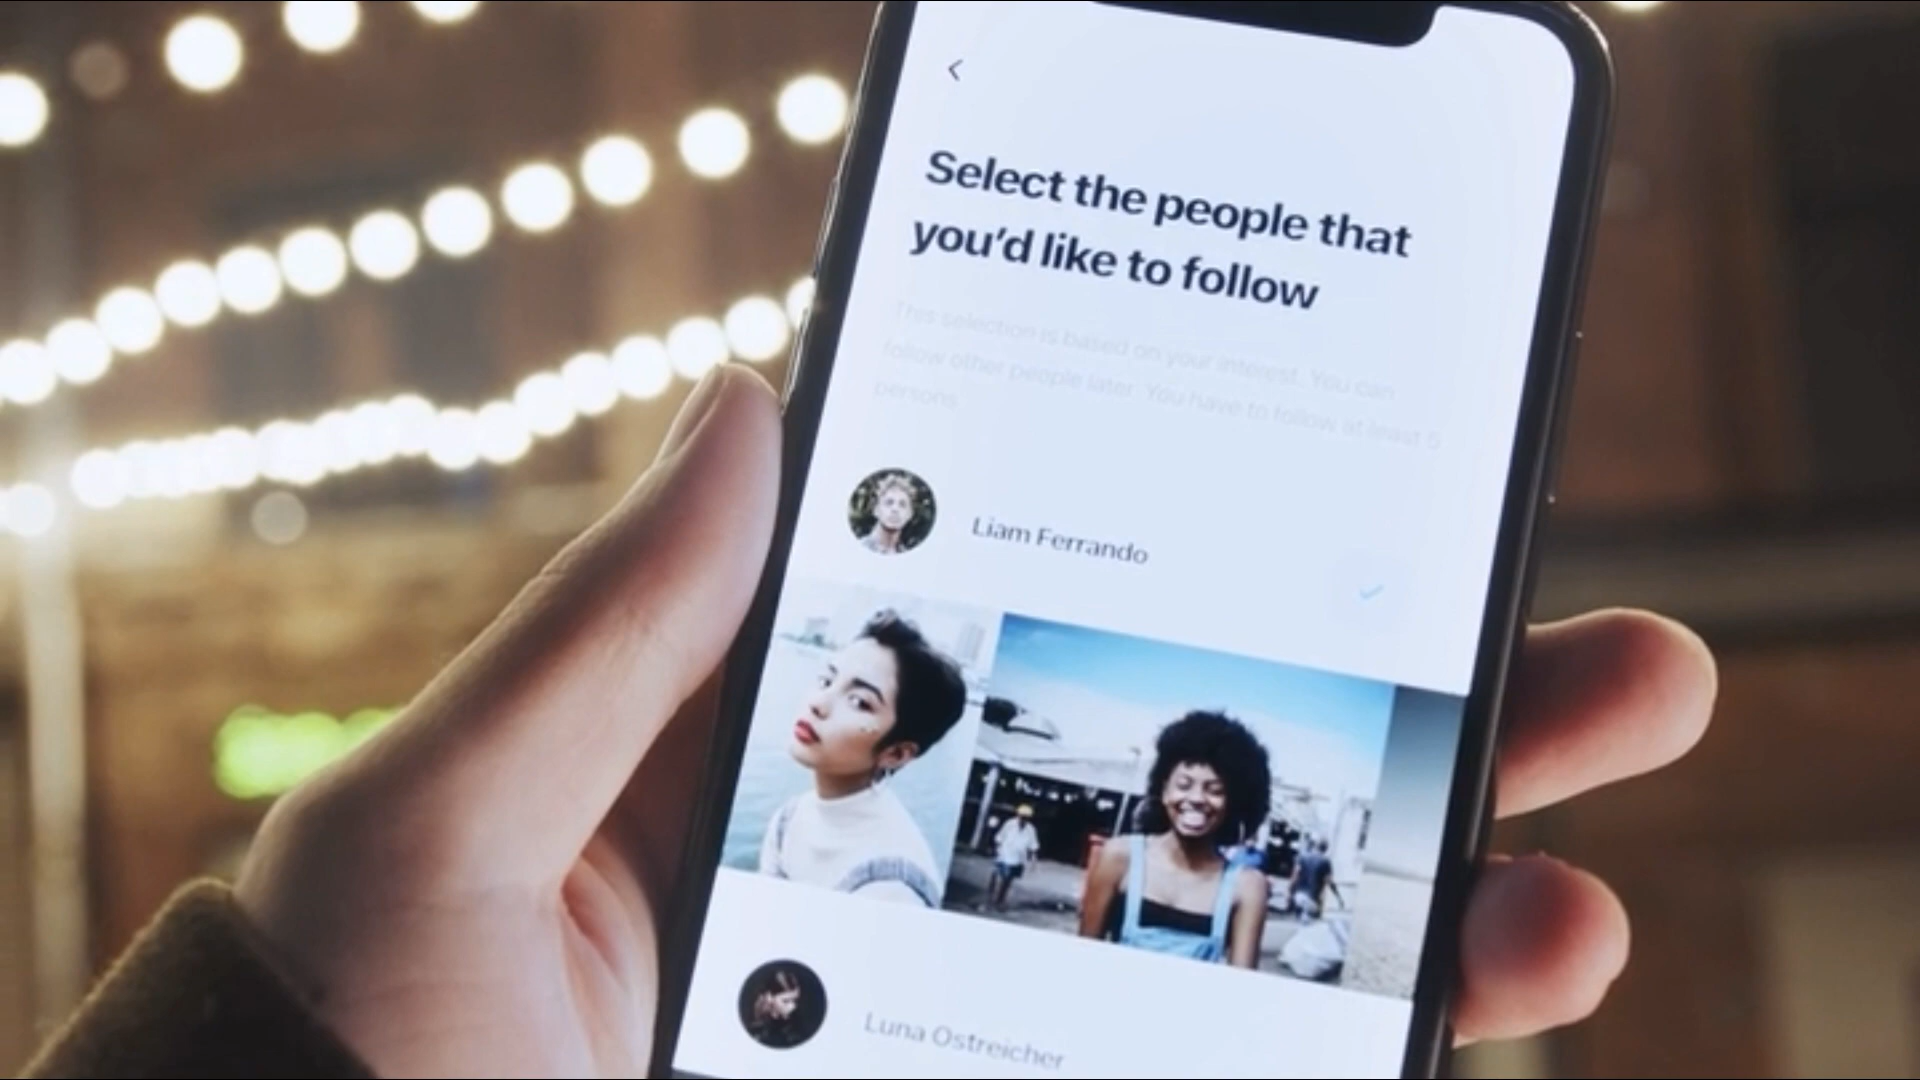 Select the people that
you'd like to follow
This selection is based on your interest. You can
follow other people later. You have to follow at least 5
persons.
Liam Ferrando
Luna Ostreicher